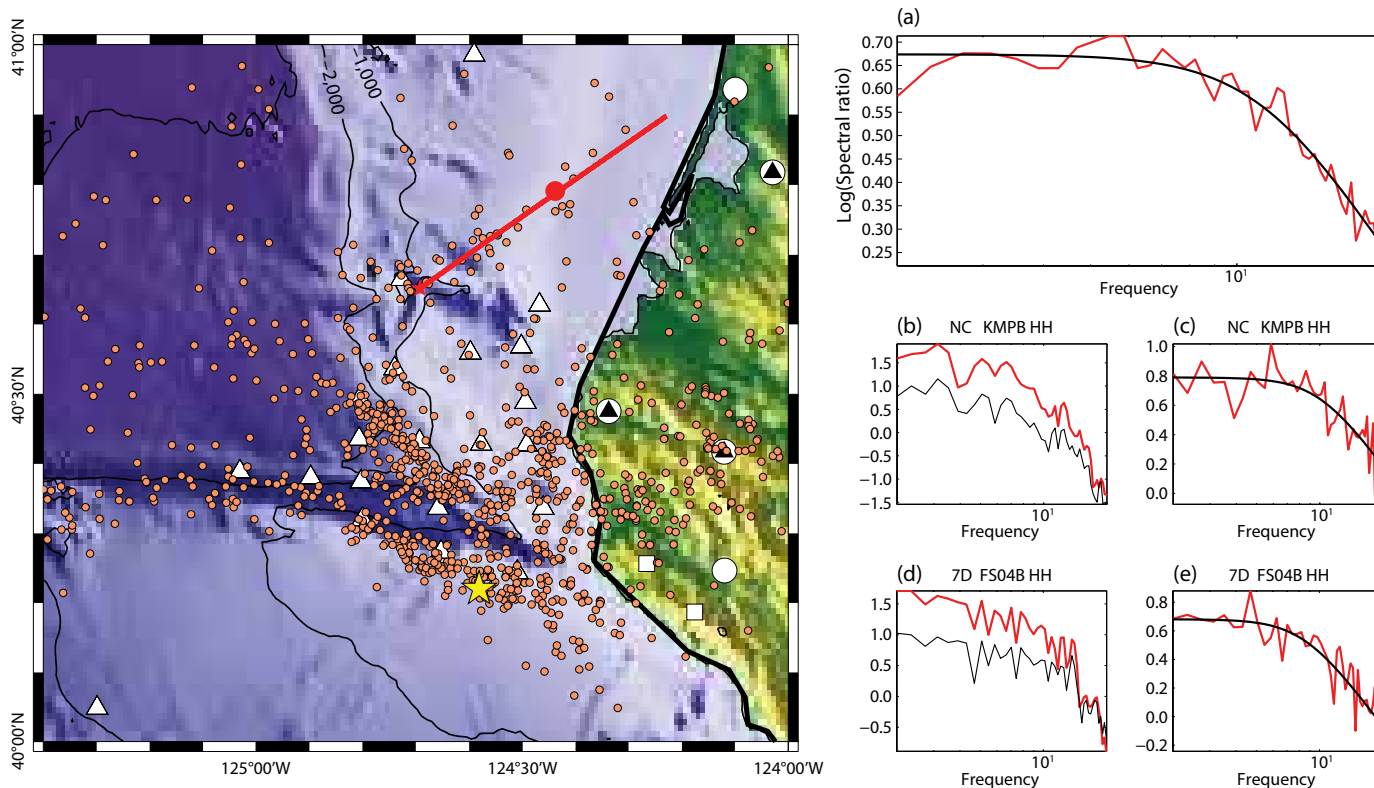 41°00'N
40°30'N
40°00'N
125°00'W
124°30'W
124°00'W
−2,000
−1,000
(a)
Log(Spectral ratio)
0.70
0.65
0.60
0.55
0.50
0.45
0.40
0.35
0.30
0.25
10¹
Frequency
(b) NC KMPB HH
1.5
1.0
0.5
0.0
−0.5
−1.0
−1.5
10¹
Frequency
(c) NC KMPB HH
1.0
0.8
0.6
0.4
0.2
0.0
10¹
Frequency
(d) 7D FS04B HH
1.5
1.0
0.5
0.0
−0.5
10¹
Frequency
(e) 7D FS04B HH
0.8
0.6
0.4
0.2
0.0
−0.2
10¹
Frequency